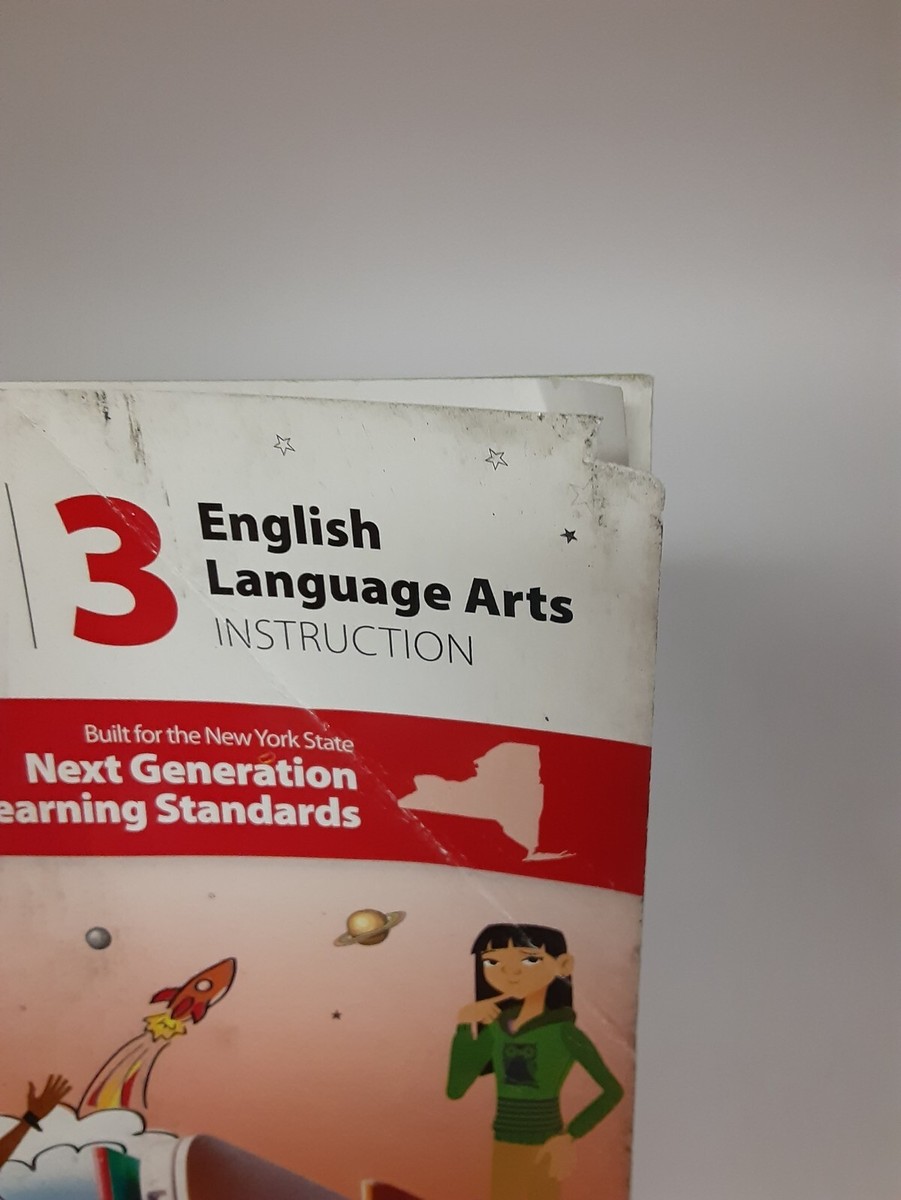 3
English
Language Arts
INSTRUCTION
Built for the New York State
Next Generation
earning Standards